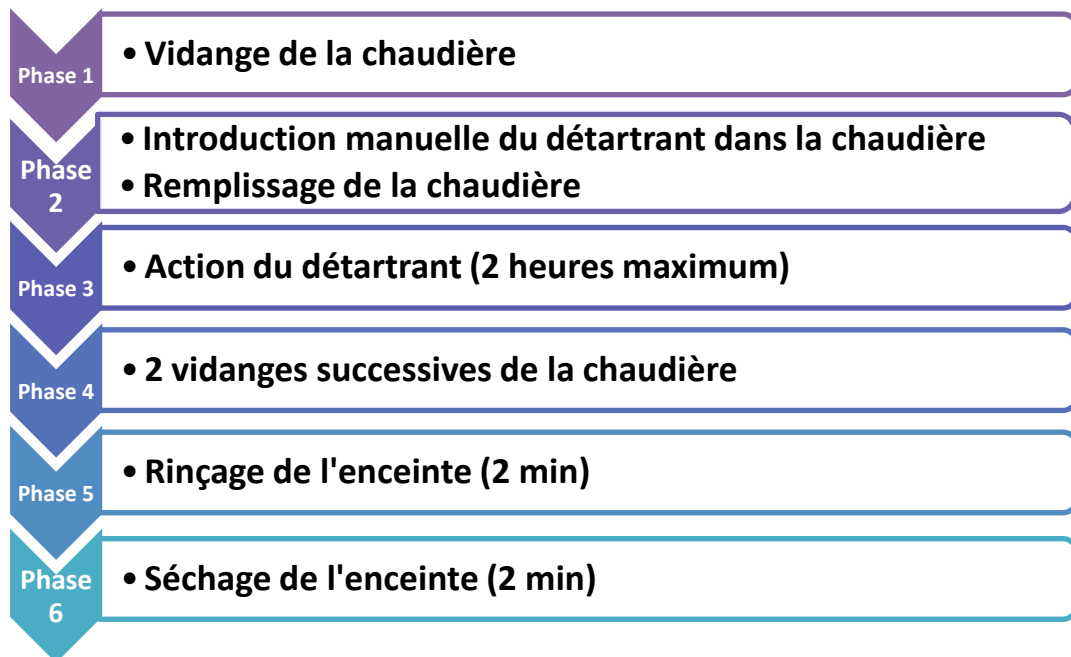 Phase 1
• Vidange de la chaudière
Phase
2
• Introduction manuelle du détartrant dans la chaudière
• Remplissage de la chaudière
Phase 3
• Action du détartrant (2 heures maximum)
Phase 4
• 2 vidanges successives de la chaudière
Phase 5
• Rinçage de l'enceinte (2 min)
Phase
6
• Séchage de l'enceinte (2 min)